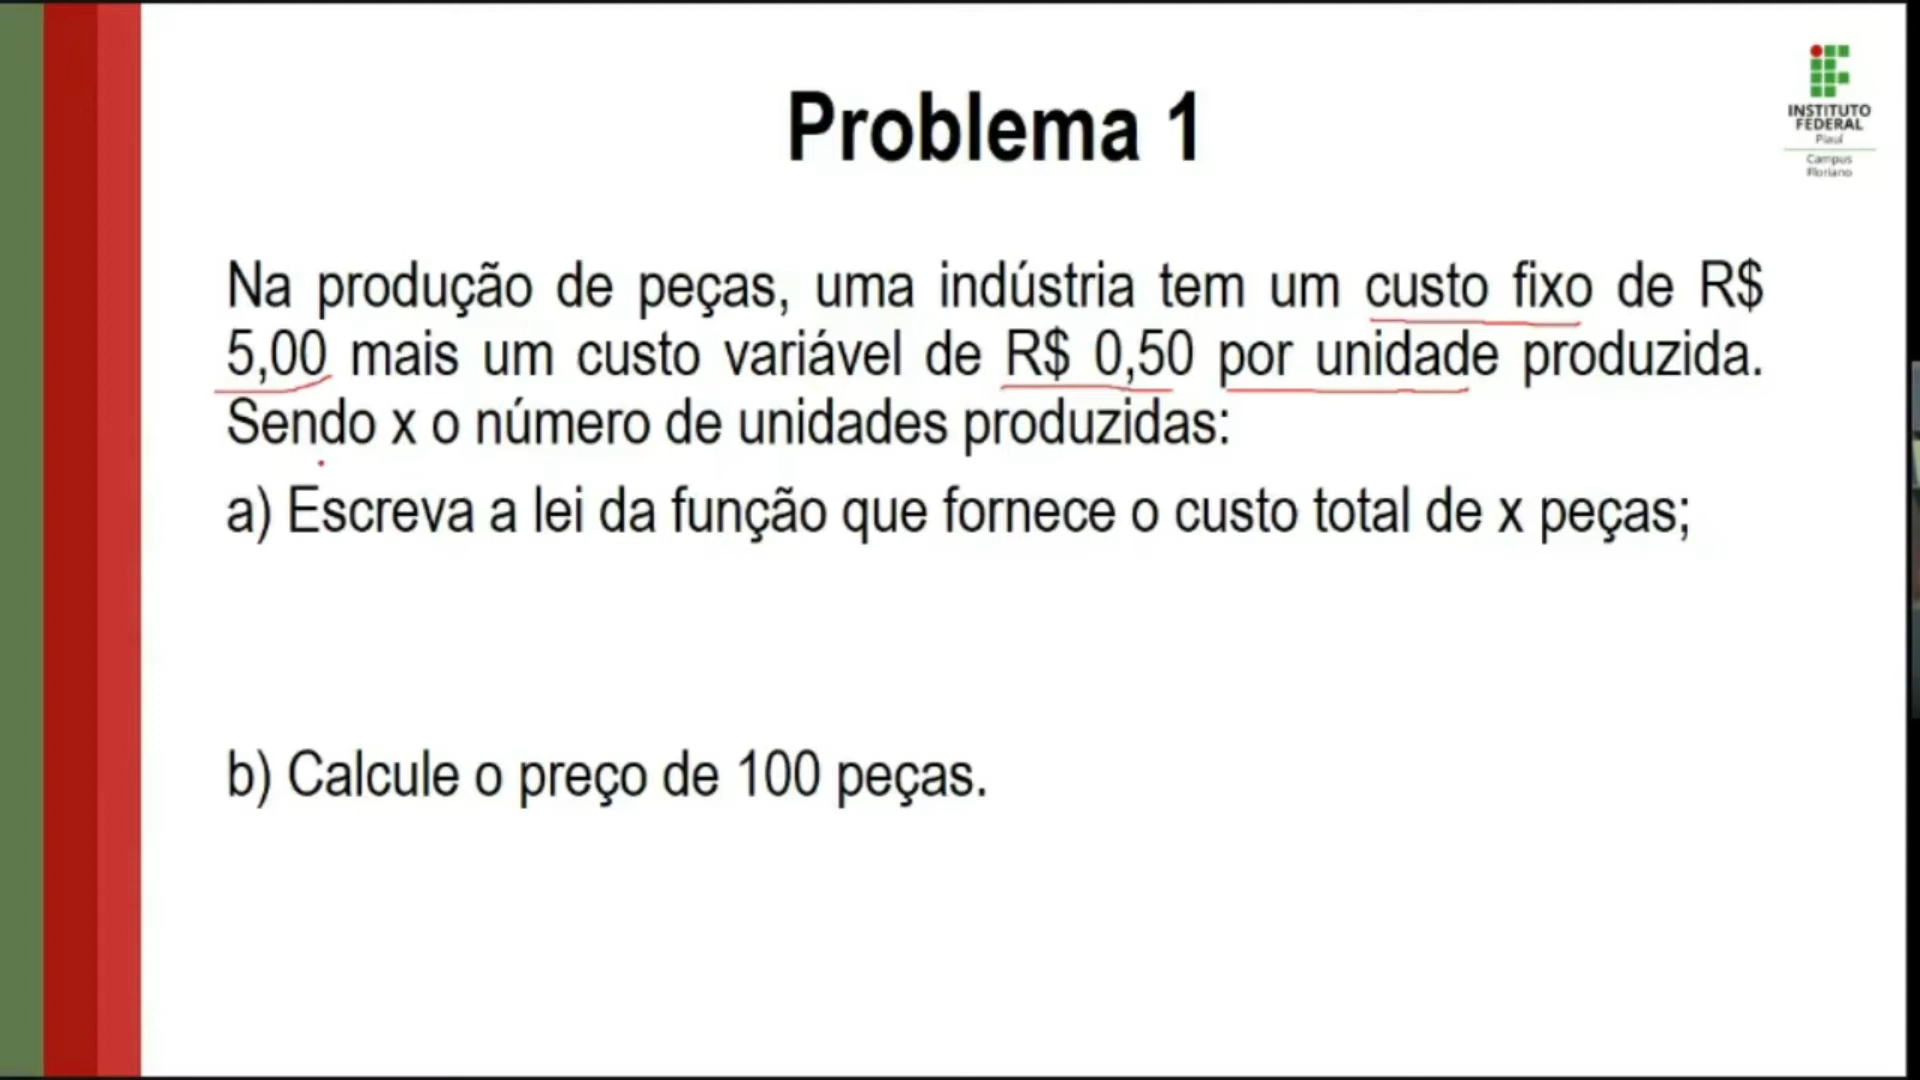 Problema 1
INSTITUTO
FEDERAL
Piauí
Campus
Floriano
Na produção de peças, uma indústria tem um custo fixo de R$
5,00 mais um custo variável de R$ 0,50 por unidade produzida.
Sendo x o número de unidades produzidas:
a) Escreva a lei da função que fornece o custo total de x peças;
b) Calcule o preço de 100 peças.